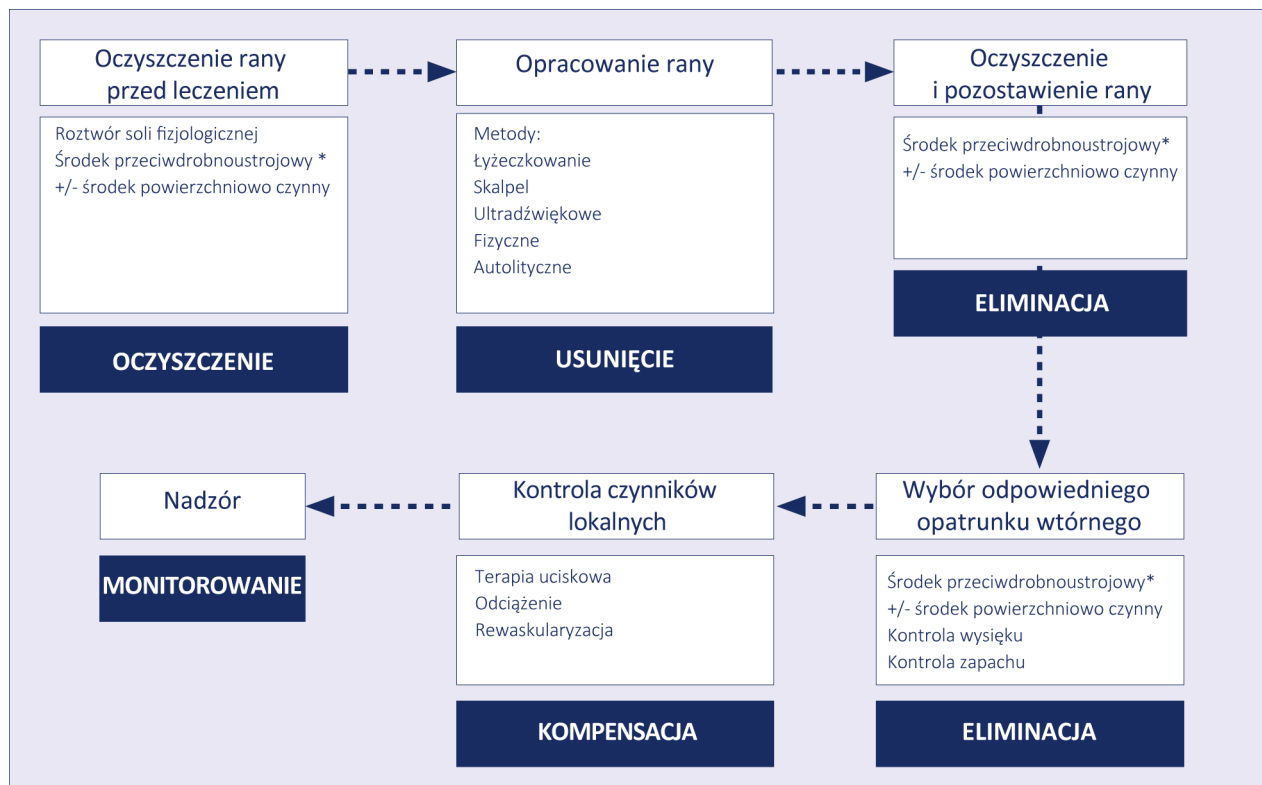 Oczyszczenie rany
przed leczeniem
Roztwór soli fizjologicznej
Środek przeciwdrobnoustrojowy *
+/- środek powierzchniowo czynny
OCZYSZCZENIE
Opracowanie rany
Metody:
Łyżeczkowanie
Skalpel
Ultradźwiękowe
Fizyczne
Autolityczne
USUNIĘCIE
Oczyszczenie
i pozostawienie rany
Środek przeciwdrobnoustrojowy*
+/- środek powierzchniowo czynny
ELIMINACJA
Wybór odpowiedniego
opatrunku wtórnego
Środek przeciwdrobnoustrojowy*
+/- środek powierzchniowo czynny
Kontrola wysięku
Kontrola zapachu
ELIMINACJA
Kontrola czynników
lokalnych
Terapia uciskowa
Odciążenie
Rewaskularyzacja
KOMPENSACJA
Nadzór
MONITOROWANIE